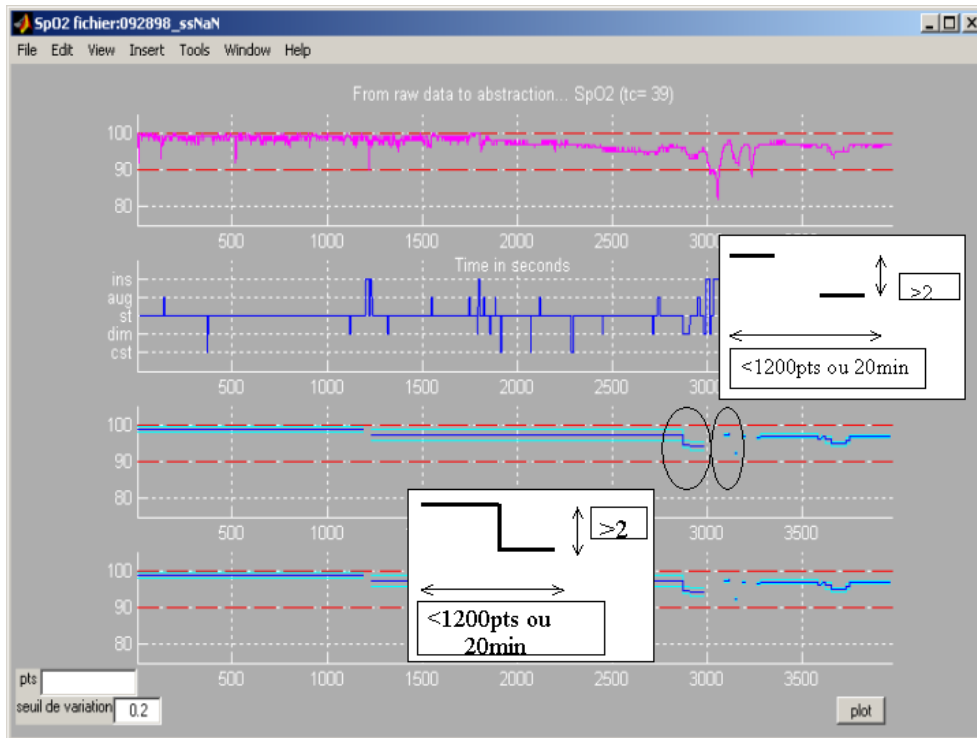 SpO2 fichier:092898_ssNaN
File Edit View Insert Tools Window Help
From raw data to abstraction... SpO2 (tc= 39)
100
90
80
500 1000 1500 2000 2500 3000 3500
Time in seconds
ins
aug
st
dim
cst
500 1000 1500 2000 2500 3000
>2
<1200pts ou 20min
100
90
80
500 1000 3000 3500
>2
<1200pts ou
20min
100
90
80
500 1000 1500 2000 2500 3000 3500
pts
seuil de variation 0.2
plot